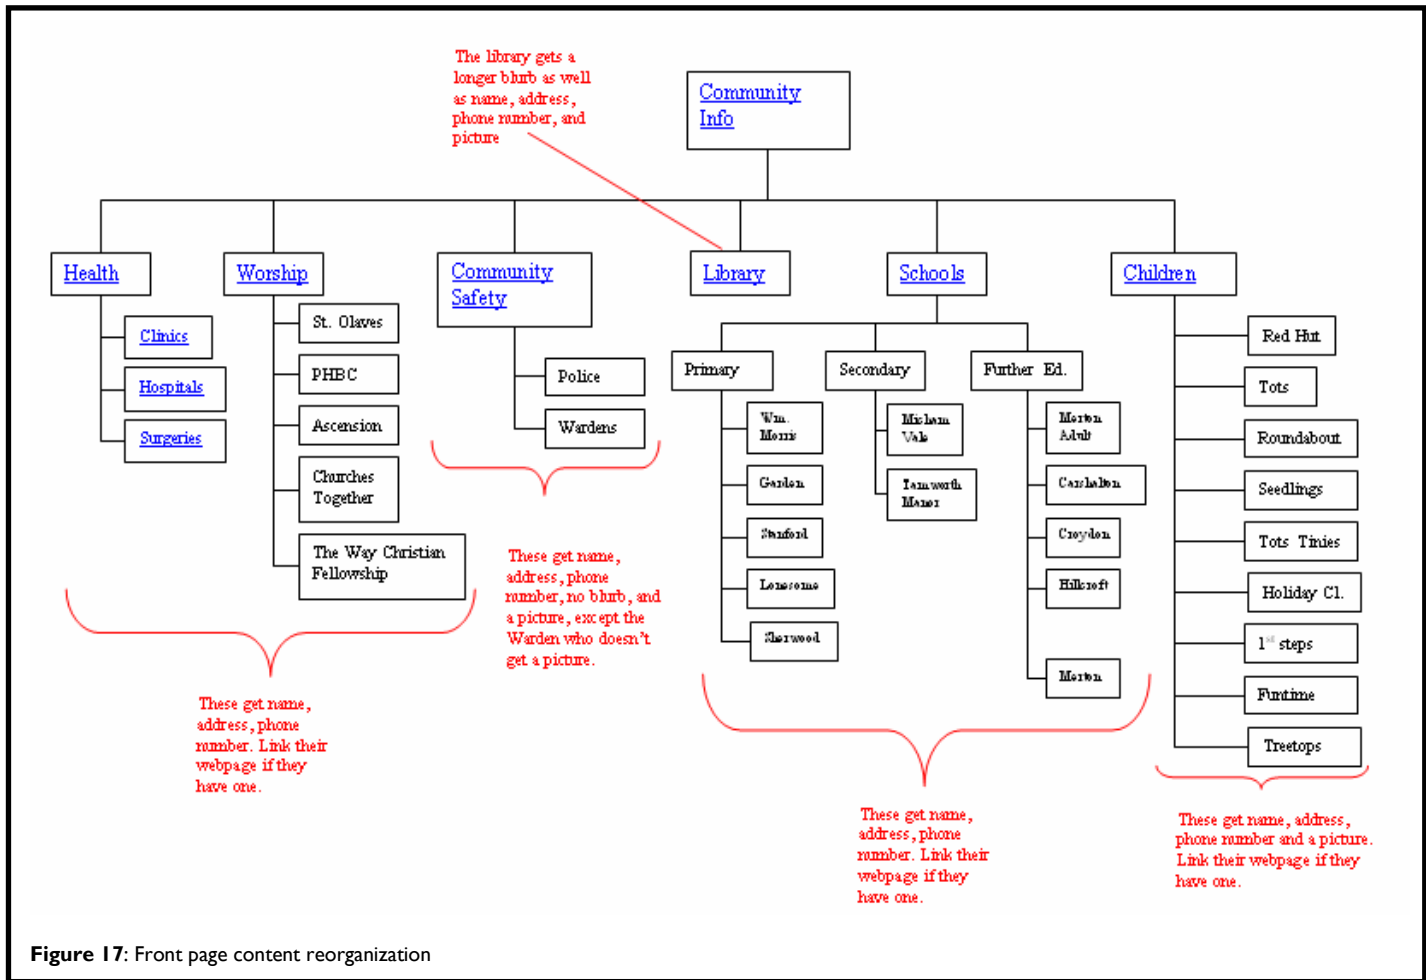 The library gets a
longer blurb as well
as name, address,
phone number, and
picture
Community
Info
Health
Worship
Community
Safety
Library
Schools
Children
Clinics
Hospitals
Surgeries
St. Olaves
PHBC
Ascension
Churches
Together
The Way Christian
Fellowship
Police
Wardens
Primary
Secondary
Further Ed.
Wm.
Morris
Garden
Stanford
Lonesome
Sherwood
Misham
Vale
Tamworth
Manor
Merton
Adult
Carshalton
Croydon
Hillcroft
Merton
Red Hut
Tots
Roundabout
Seedlings
Tots Tinies
Holiday Cl.
1st steps
Funtime
Treetops
These get name,
address, phone
number. Link their
webpage if they
have one.
These get name,
address, phone
number, no blurb, and
a picture, except the
Warden who doesn't
get a picture.
These get name,
address, phone
number. Link their
webpage if they
have one.
These get name, address,
phone number and a picture.
Link their webpage if they
have one.
Figure 17: Front page content reorganization